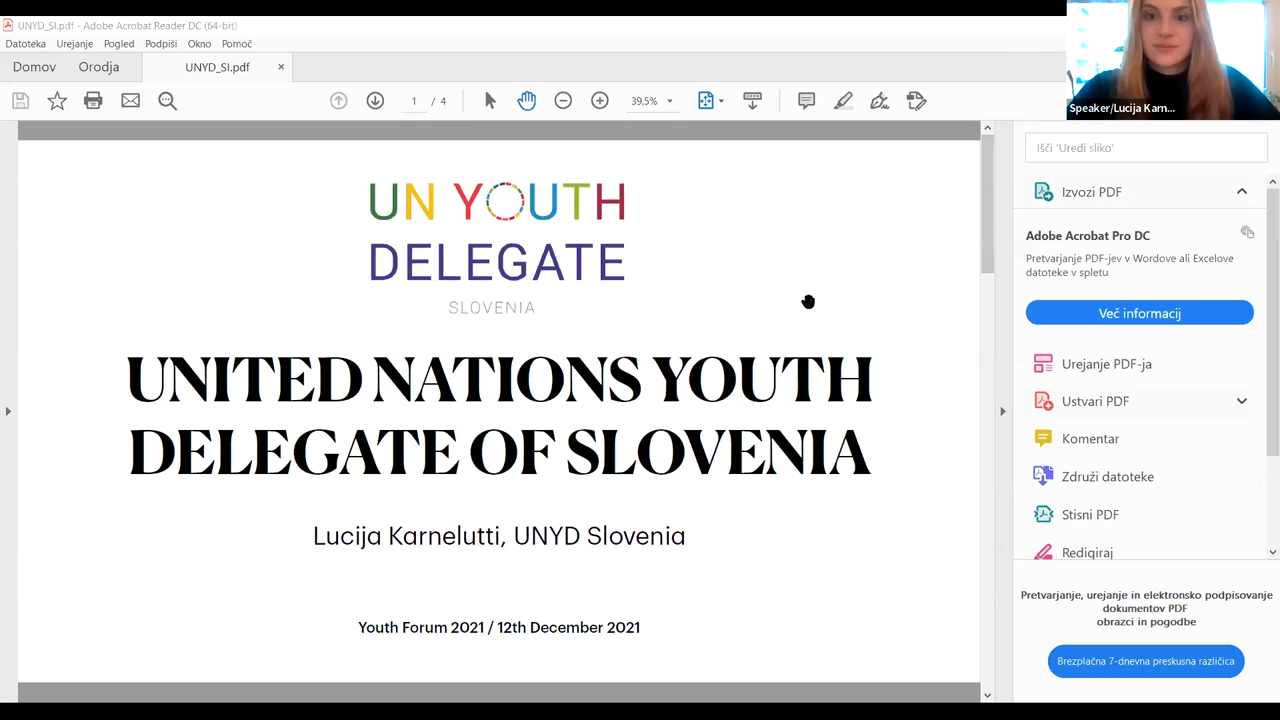 UNYD_SI.pdf - Adobe Acrobat Reader DC (64-bit)
Datoteka Urejanje Pogled Podpiši Okno Pomoč
Domov Orodja UNYD_SI.pdf ×
1 / 4 39,5%
Speaker/Lucija Karn...
UN YOUTH
DELEGATE
SLOVENIA
UNITED NATIONS YOUTH
DELEGATE OF SLOVENIA
Lucija Karnelutti, UNYD Slovenia
Youth Forum 2021 / 12th December 2021
Išči 'Uredi sliko'
Izvozi PDF
Adobe Acrobat Pro DC
Pretvarjanje PDF-jev v Wordove ali Excelove
datoteke v spletu
Več informacij
Urejanje PDF-ja
Ustvari PDF
Komentar
Združi datoteke
Stisni PDF
Redigiraj
Pretvarjanje, urejanje in elektronsko podpisovanje
dokumentov PDF
obrazci in pogodbe
Brezplačna 7-dnevna preskusna različica